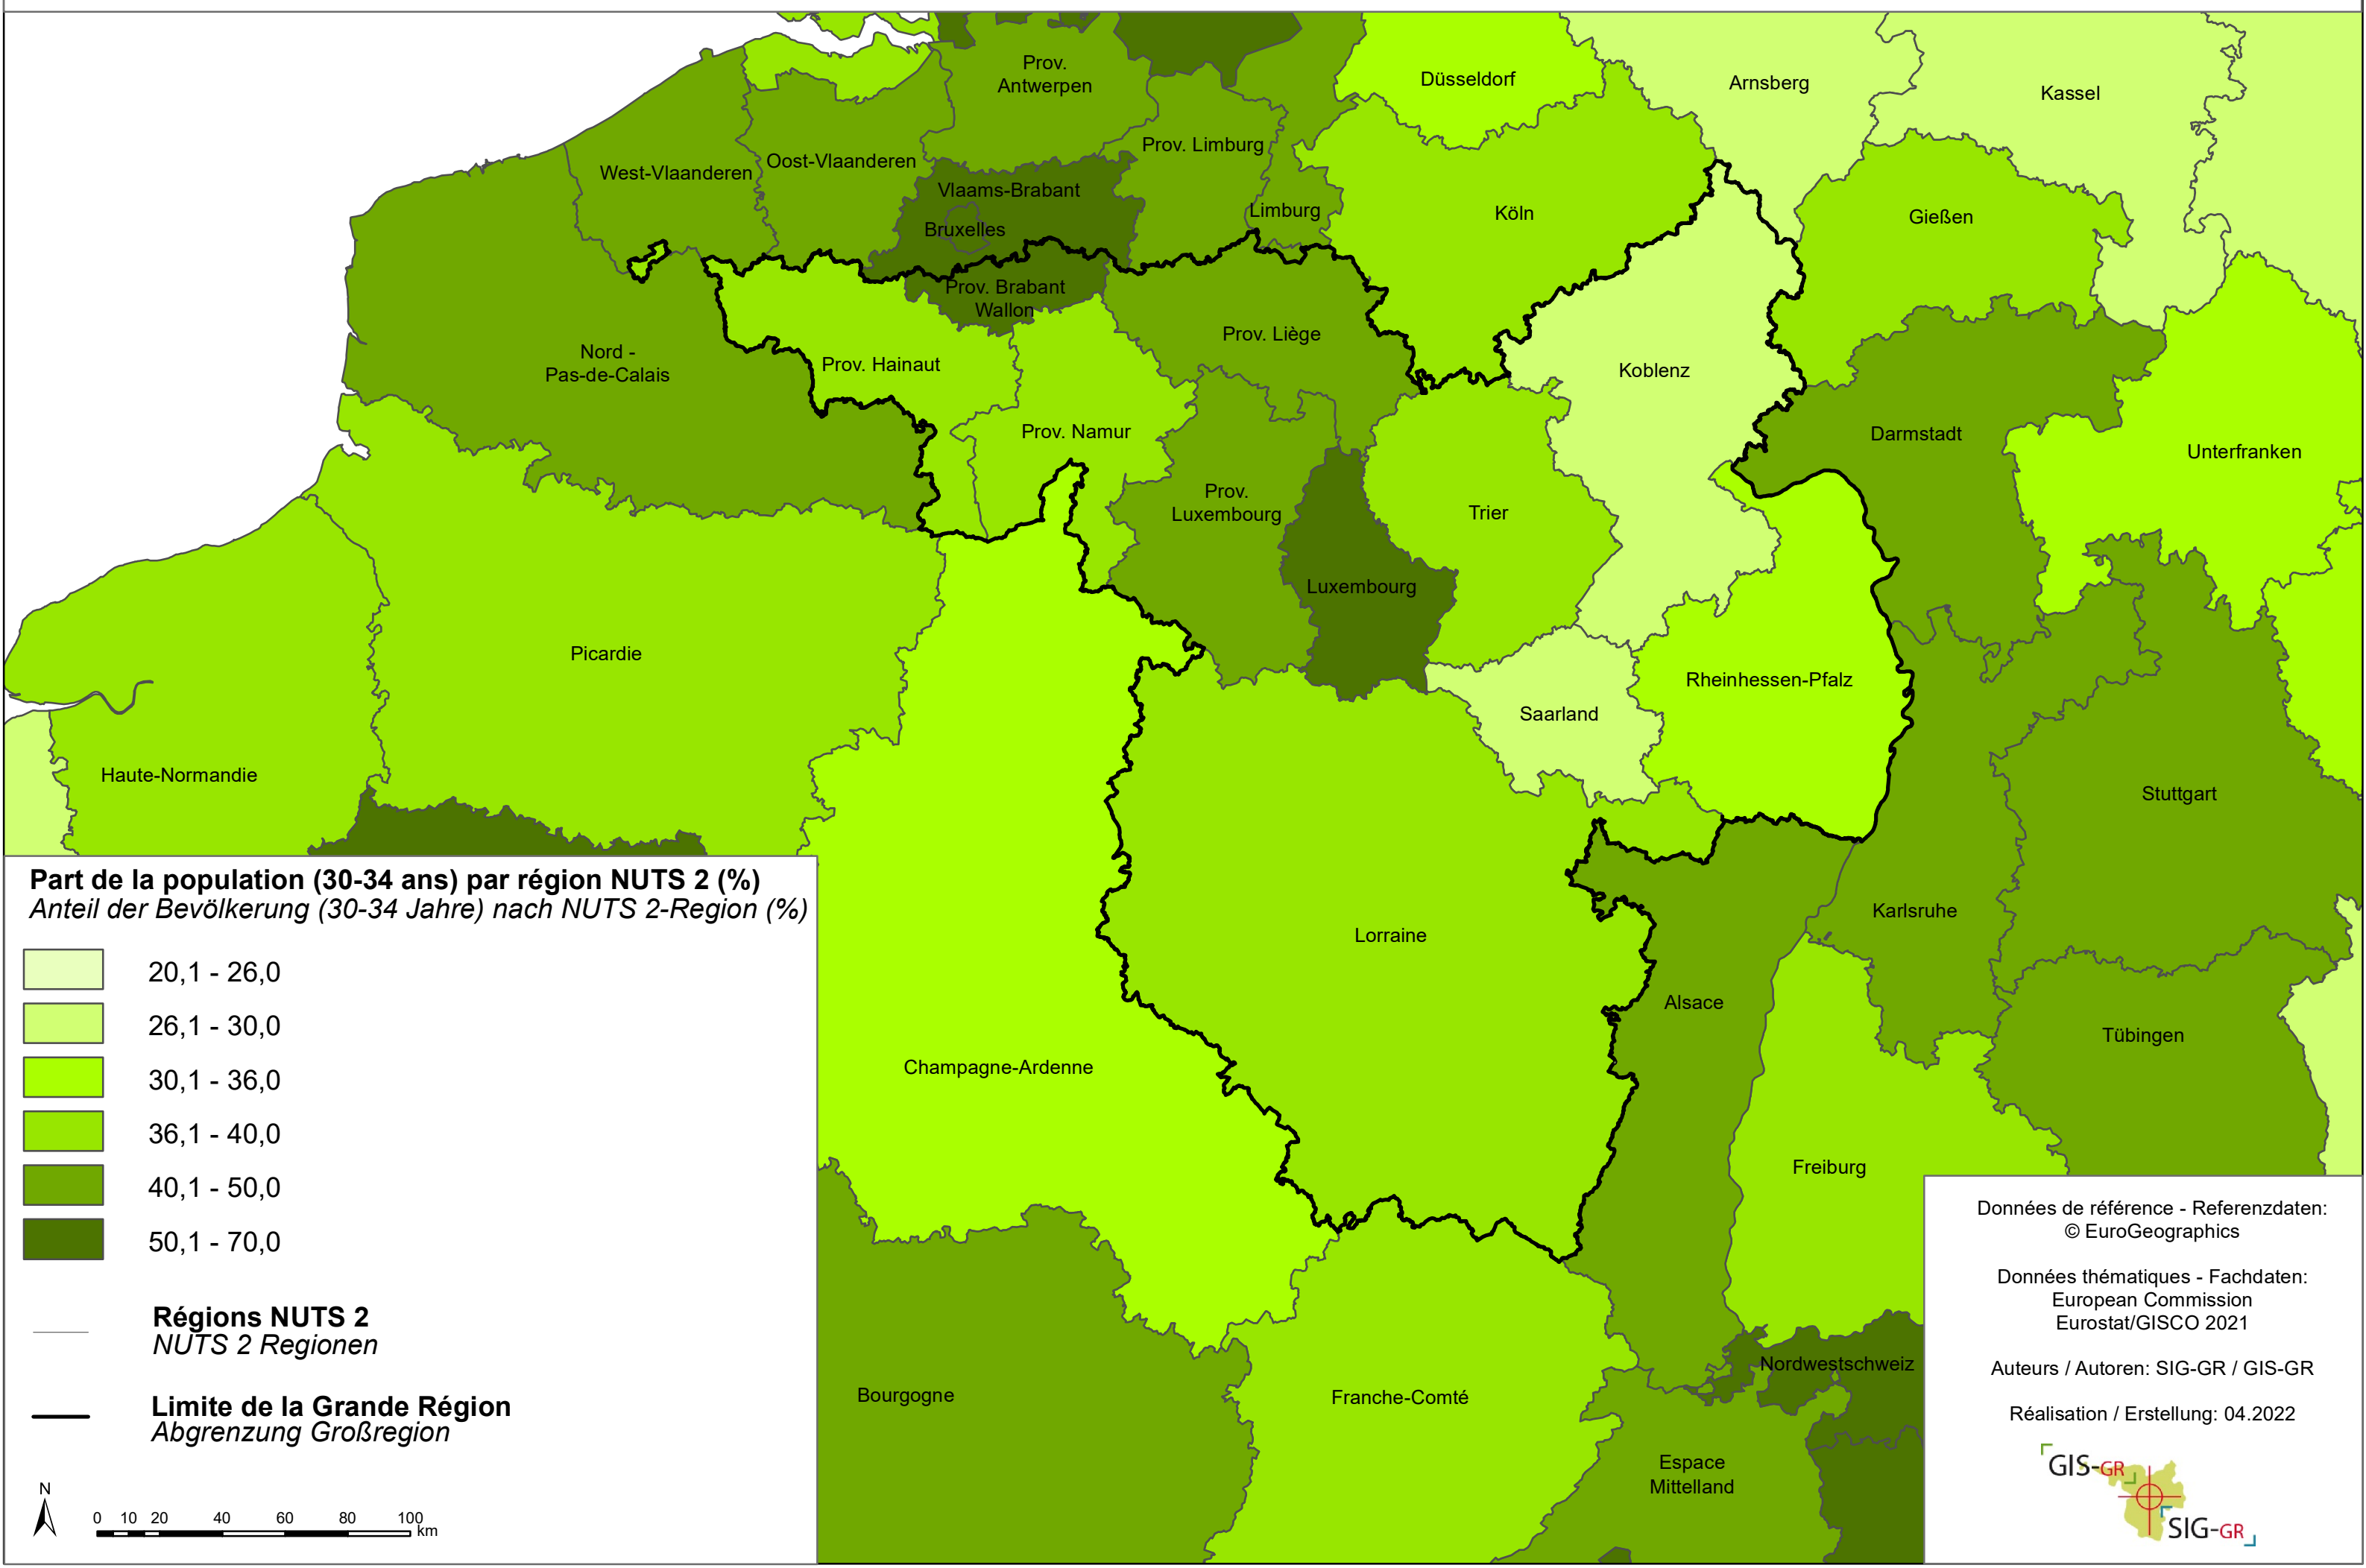 Prov.
Antwerpen
Düsseldorf
Arnsberg
Kassel
West-Vlaanderen
Oost-Vlaanderen
Prov. Limburg
Vlaams-Brabant
Bruxelles
Limburg
Köln
Gießen
Prov. Brabant
Wallon
Prov. Liège
Nord -
Pas-de-Calais
Prov. Hainaut
Koblenz
Prov. Namur
Darmstadt
Unterfranken
Prov.
Luxembourg
Trier
Luxembourg
Picardie
Rheinhessen-Pfalz
Saarland
Haute-Normandie
Stuttgart
Lorraine
Karlsruhe
Alsace
Tübingen
Champagne-Ardenne
Freiburg
Nordwestschweiz
Bourgogne
Franche-Comté
Espace
Mittelland
Part de la population (30-34 ans) par région NUTS 2 (%)
Anteil der Bevölkerung (30-34 Jahre) nach NUTS 2-Region (%)
20,1 - 26,0
26,1 - 30,0
30,1 - 36,0
36,1 - 40,0
40,1 - 50,0
50,1 - 70,0
Régions NUTS 2
NUTS 2 Regionen
Limite de la Grande Région
Abgrenzung Großregion
N
0 10 20 40 60 80 100
km
Données de référence - Referenzdaten:
© EuroGeographics
Données thématiques - Fachdaten:
European Commission
Eurostat/GISCO 2021
Auteurs / Autoren: SIG-GR / GIS-GR
Réalisation / Erstellung: 04.2022
GIS-GR
SIG-GR